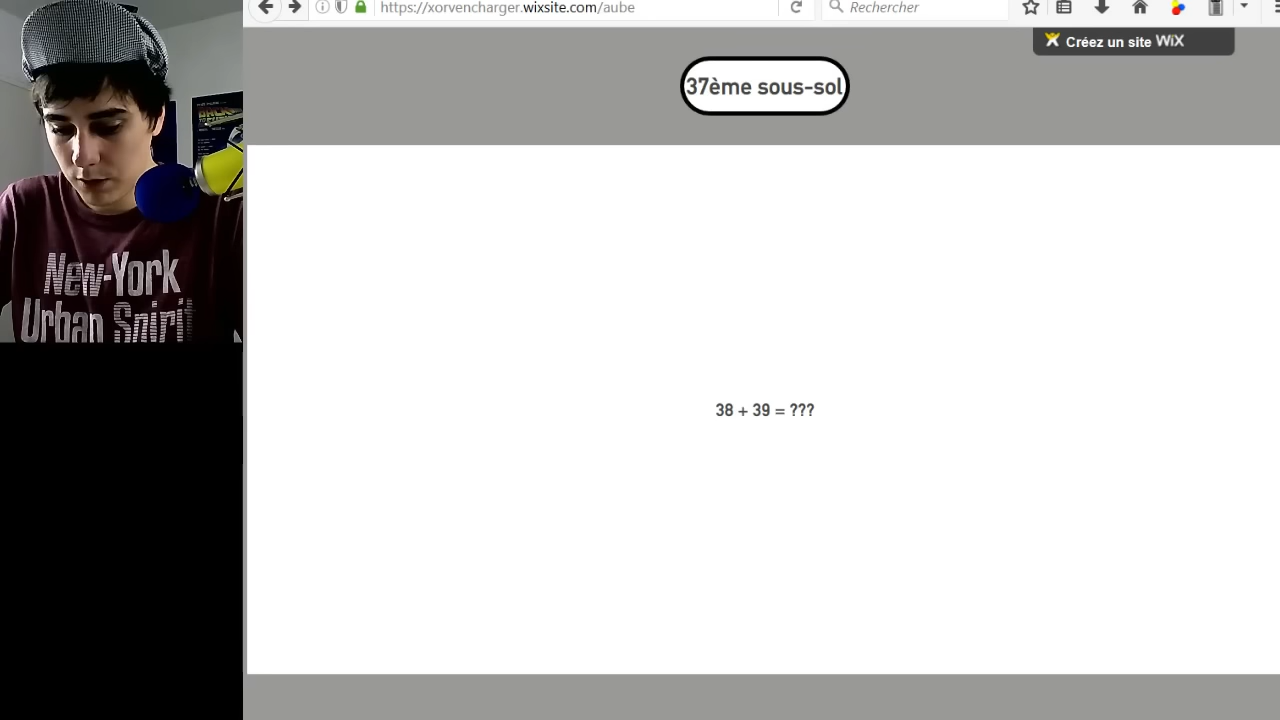 https://xorvencharger.wixsite.com/aube
Rechercher
Créez un site WiX
37ème sous-sol
38 + 39 = ???
BACK
New-York
Urban Spirit